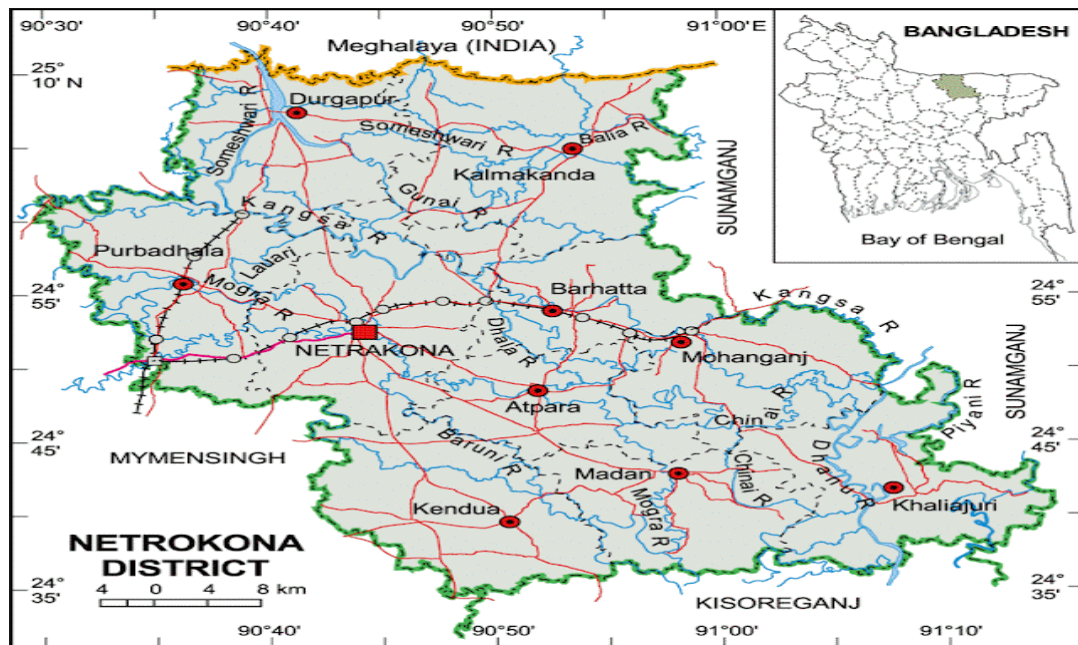 90°30'
90°40'
90°50'
91°00' E
Meghalaya (INDIA)
BANGLADESH
25°
10' N
Durgapur
Someshwari R
Someshwari R
Balia R
Kalmakanda
SUNAMGANJ
Gunai R
Kangsa R
Bay of Bengal
Purbadhala
Lauarj
Mogra R
24°
55'
Barhatta
24°
55'
Kangsa R
Dhala R
NETRAKONA
Mohanganj
SUNAMGANJ
Piyani R
Atpara
Chinai R
24°
45'
24°
45'
Baruni R
MYMENSINGH
Madan
Chinai R
Dhanu R
Mogra R
Khaliajuri
Kendua
NETROKONA
DISTRICT
4 0 4 8 km
24°
35'
24°
35'
KISOREGANJ
90°40'
90°50'
91°00'
91°10'